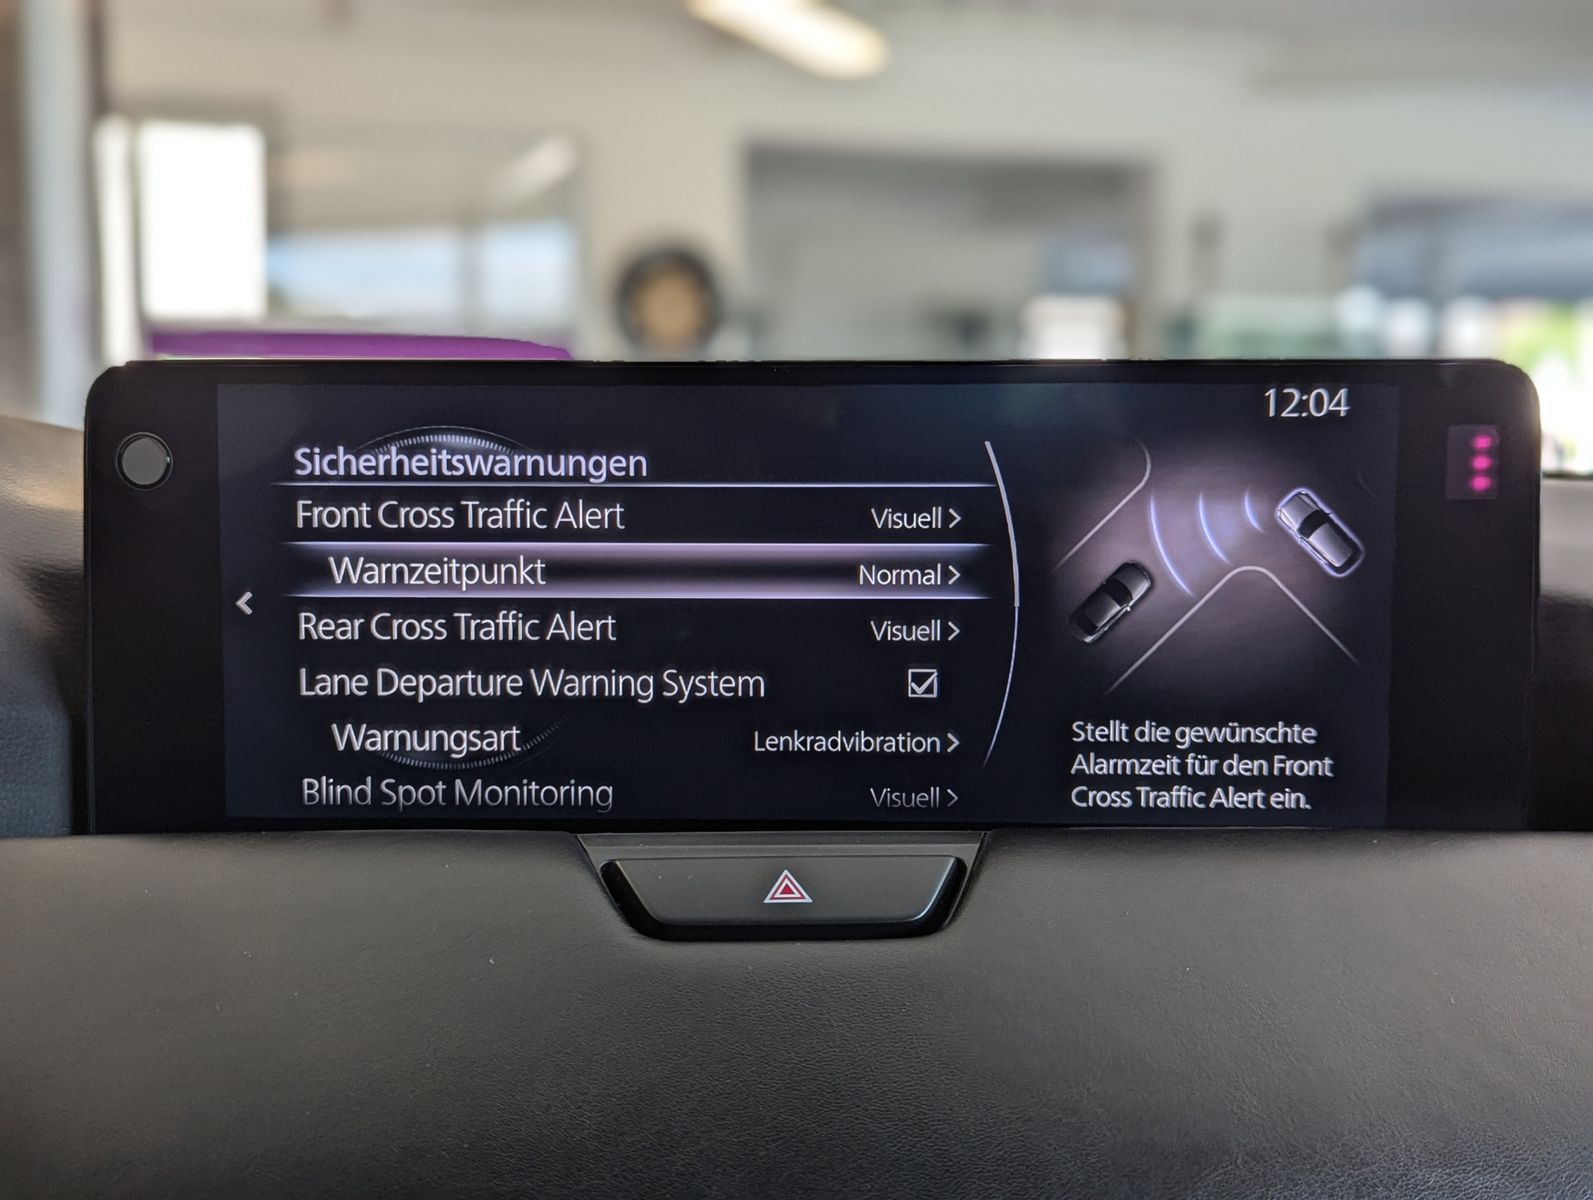 12:04
Sicherheitswarnungen
Front Cross Traffic Alert Visuell >
Warnzeitpunkt Normal >
Rear Cross Traffic Alert Visuell >
Lane Departure Warning System
Warnungsart Lenkradvibration >
Blind Spot Monitoring Visuell >
Stellt die gewünschte
Alarmzeit für den Front
Cross Traffic Alert ein.